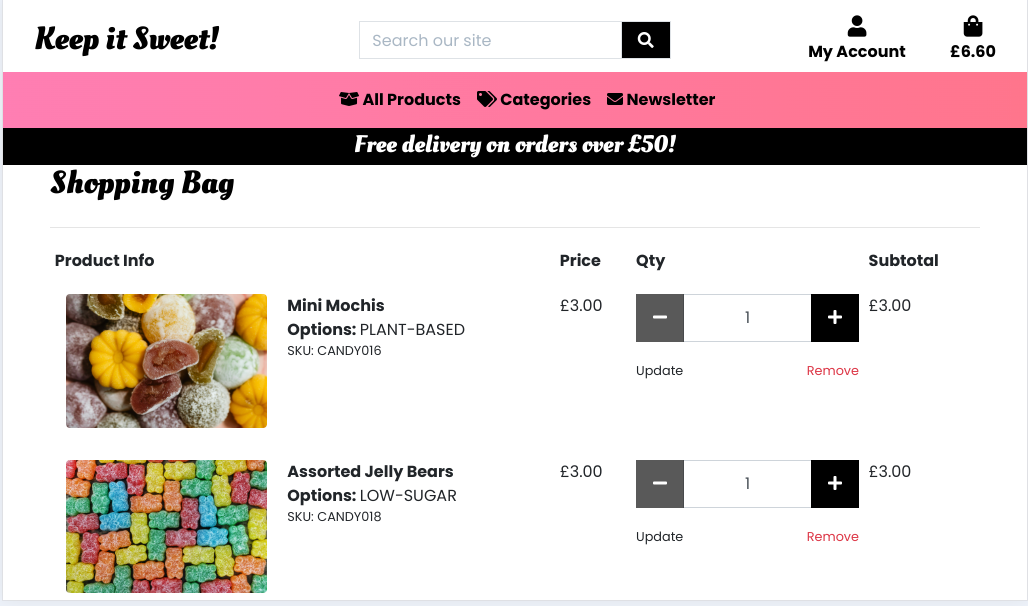 Keep it Sweet!
Search our site
My Account
£6.60
All Products Categories Newsletter
Free delivery on orders over £50!
Shopping Bag
Product Info Price Qty Subtotal
Mini Mochis £3.00 1 £3.00
Options: PLANT-BASED
SKU: CANDY016
Update Remove
Assorted Jelly Bears £3.00 1 £3.00
Options: LOW-SUGAR
SKU: CANDY018
Update Remove